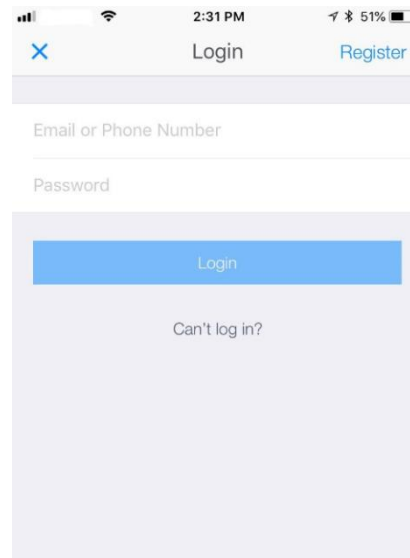 2:31 PM 51%
Login Register
Email or Phone Number
Password
Login
Can't log in?